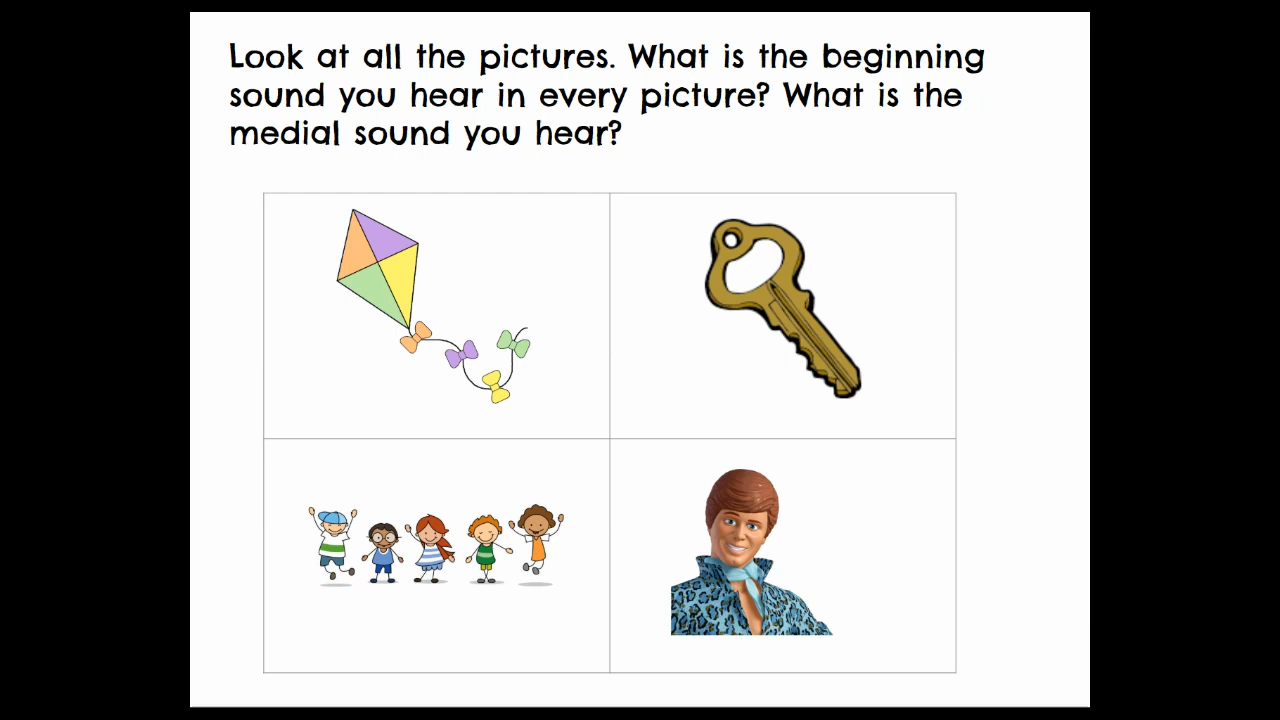 Look at all the pictures. What is the beginning
sound you hear in every picture? What is the
medial sound you hear?